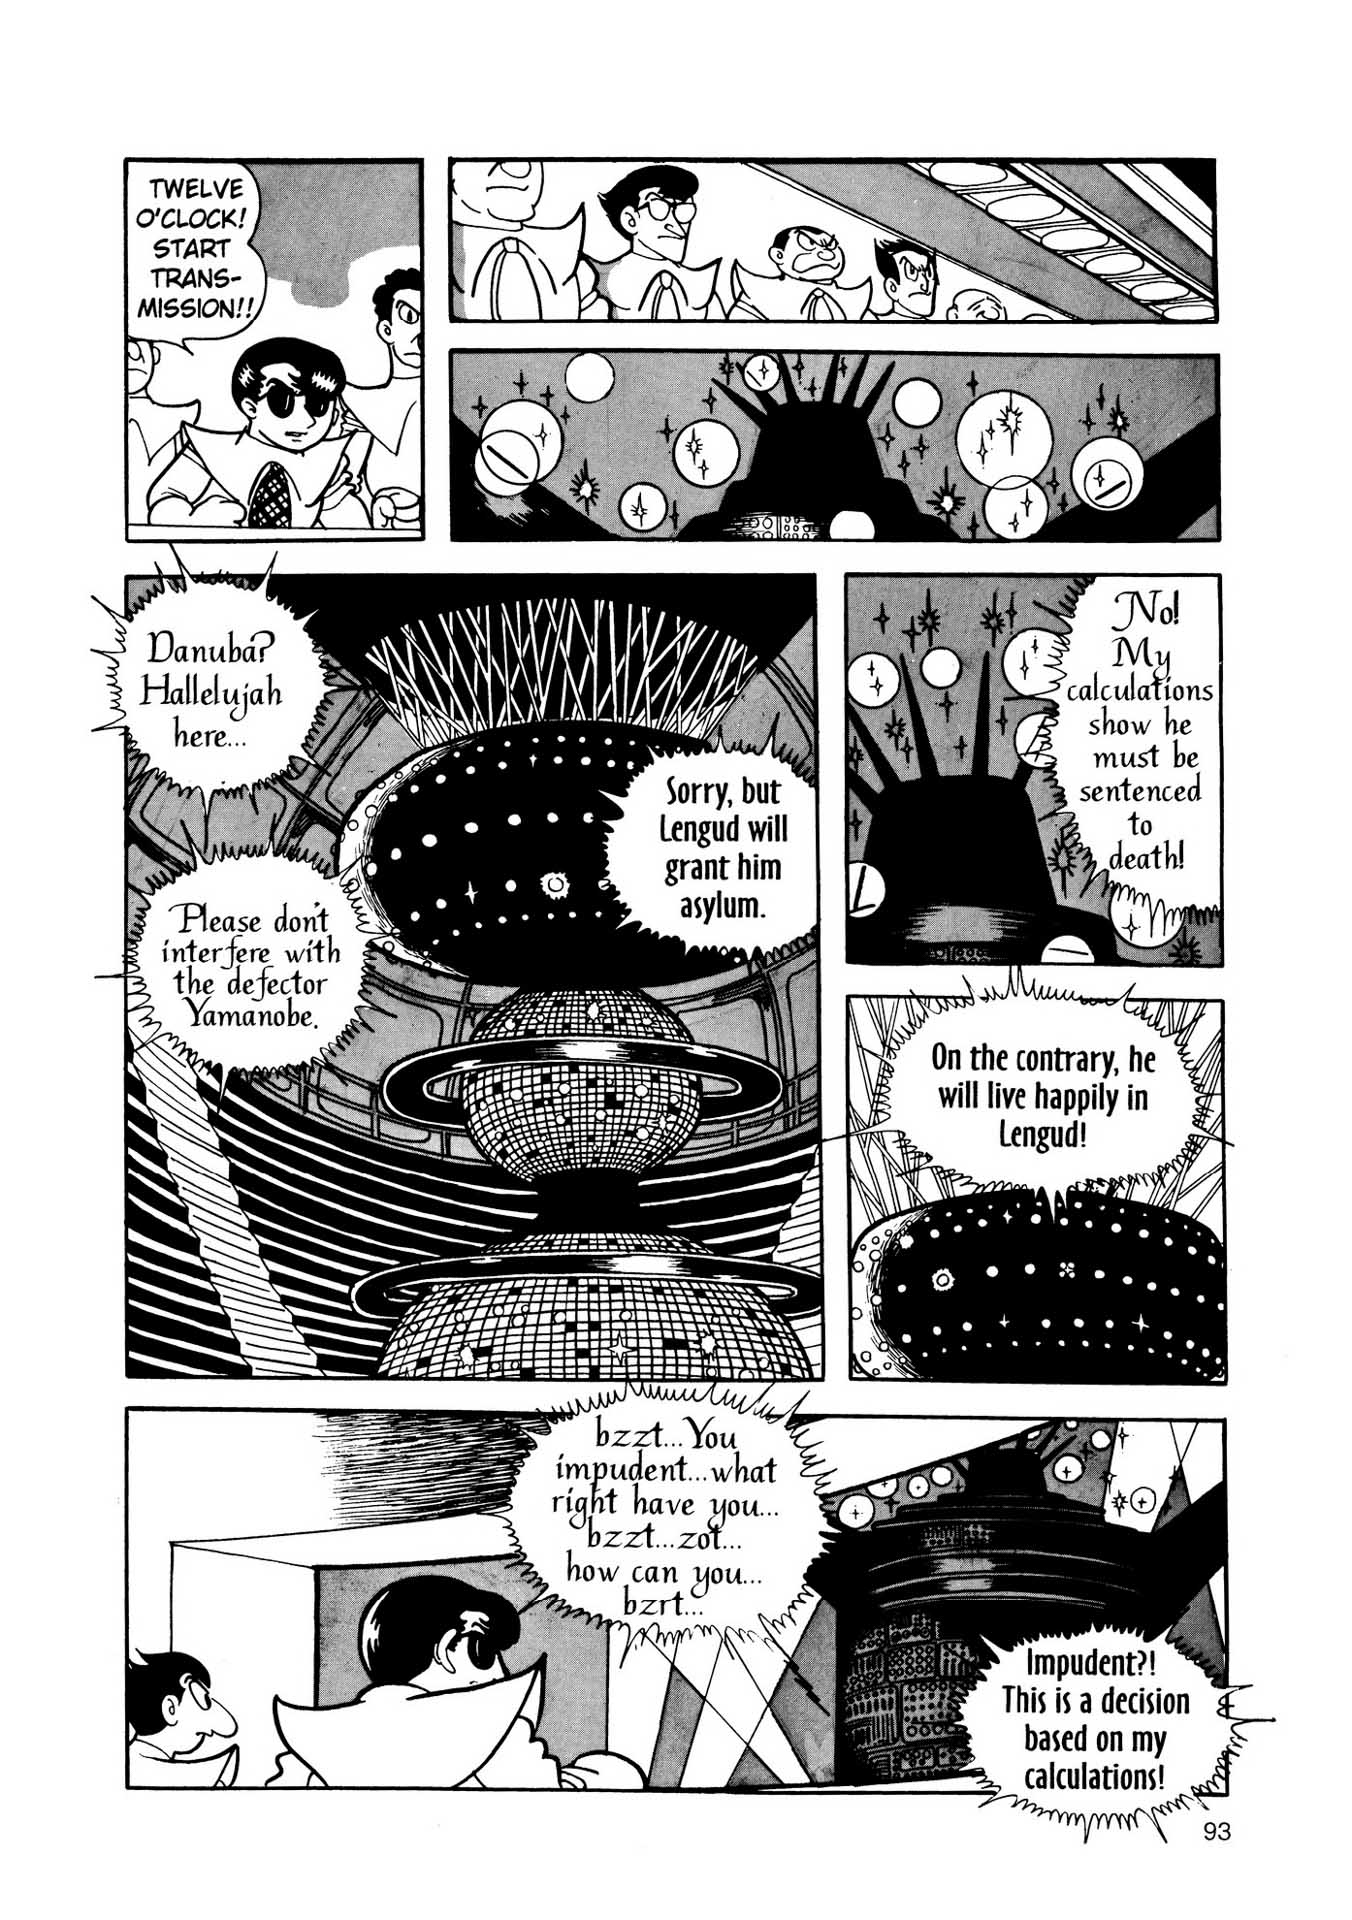 TWELVE
O'CLOCK!
START
TRANS-
MISSION!!
Danuba?
Hallelujah
here...
Please don't
interfere with
the defector
Yamanobe.
Sorry, but
Lengud will
grant him
asylum.
No!
My
calculations
show he
must be
sentenced
to
death!
On the contrary, he
will live happily in
Lengud!
bzzt...You
impudent...what
right have you...
bzzt...zot...
how can you...
bzrt...
Impudent?!
This is a decision
based on my
calculations!
93